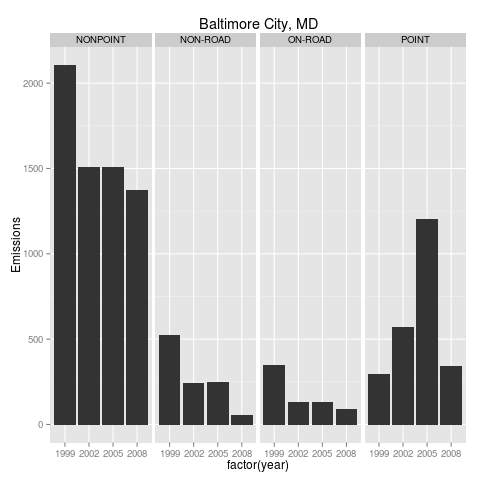 Baltimore City, MD
NONPOINT NON-ROAD ON-ROAD POINT
2000
1500
1000
500
0
Emissions
1999 2002 2005 2008 1999 2002 2005 2008 1999 2002 2005 2008 1999 2002 2005 2008
factor(year)